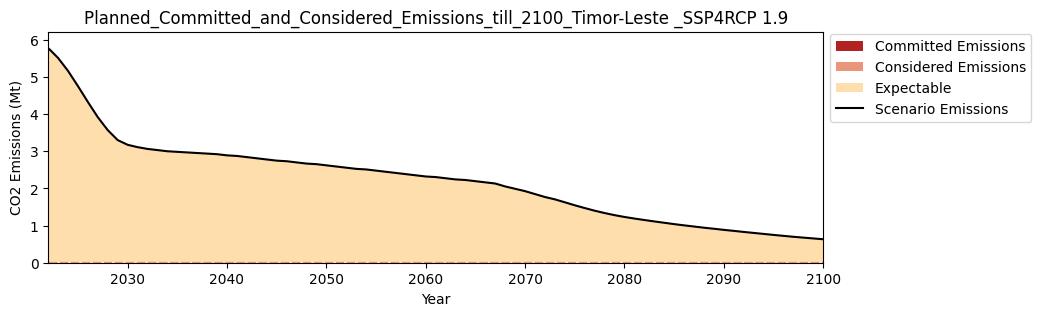 Planned_Committed_and_Considered_Emissions_till_2100_Timor-Leste _SSP4RCP 1.9
Committed Emissions
Considered Emissions
Expectable
Scenario Emissions
CO2 Emissions (Mt)
6
5
4
3
2
1
0
2030 2040 2050 2060 2070 2080 2090 2100
Year